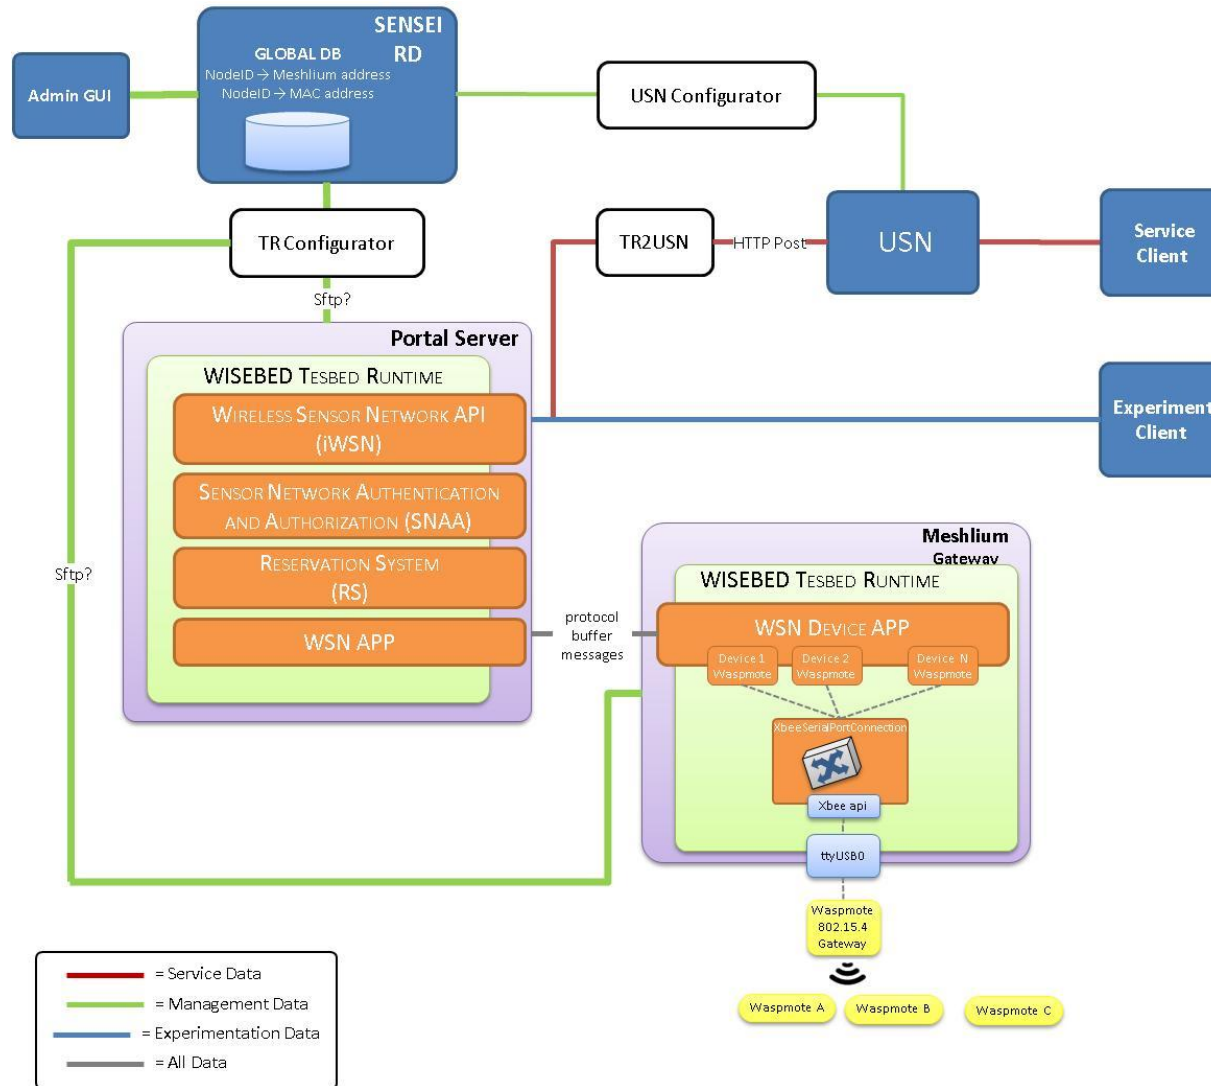 SENSEI
RD
GLOBAL DB
NodeID → Meshlium address
NodeID → MAC address
Admin GUI
USN Configurator
TR Configurator
TR2USN
HTTP Post
USN
Service
Client
Sftp?
Portal Server
WISEBED TESBED RUNTIME
WIRELESS SENSOR NETWORK API
(iWSN)
SENSOR NETWORK AUTHENTICATION
AND AUTHORIZATION (SNAA)
RESERVATION SYSTEM
(RS)
WSN APP
Experiment
Client
Sftp?
protocol
buffer
messages
Meshlium
Gateway
WISEBED TESBED RUNTIME
WSN DEVICE APP
Device 1
Waspmote
Device 2
Waspmote
Device N
Waspmote
XbeeSerialPortConnection
Xbee api
ttyUSB0
Waspmote
802.15.4
Gateway
Waspmote A
Waspmote B
Waspmote C
= Service Data
= Management Data
= Experimentation Data
= All Data